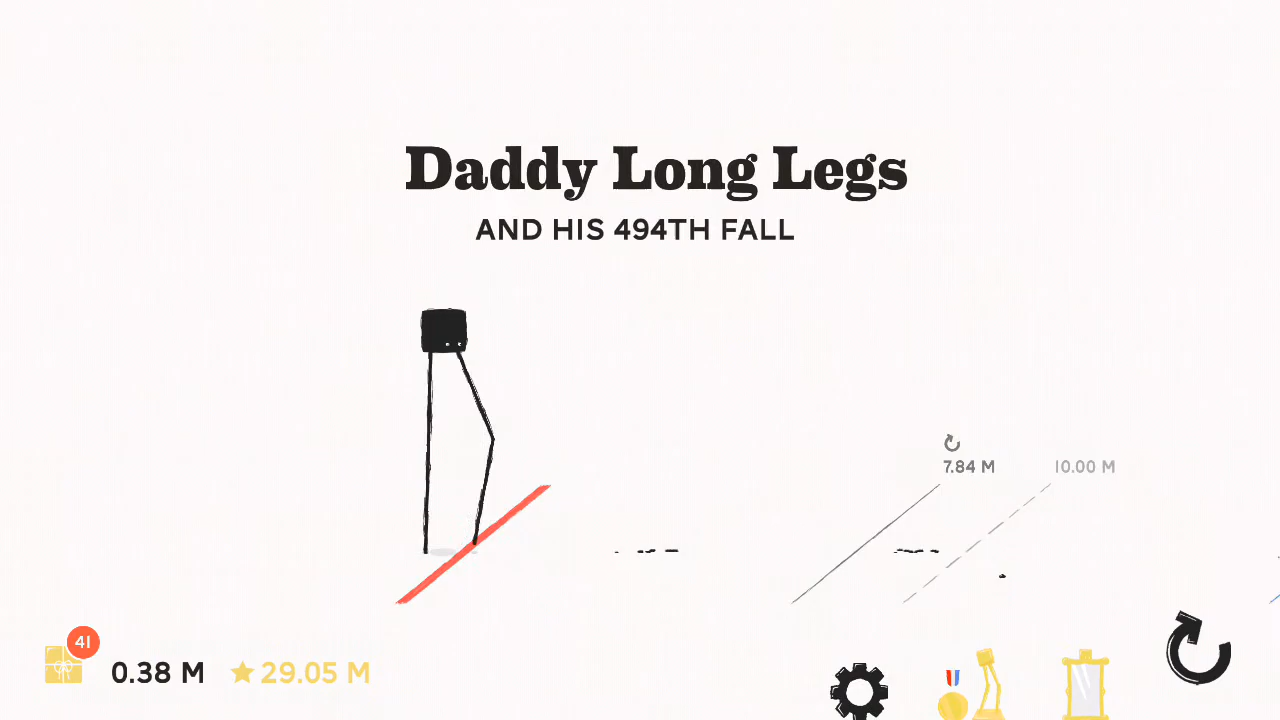 Daddy Long Legs
AND HIS 494TH FALL
7.84 M
10.00 M
41
0.38 M
29.05 M